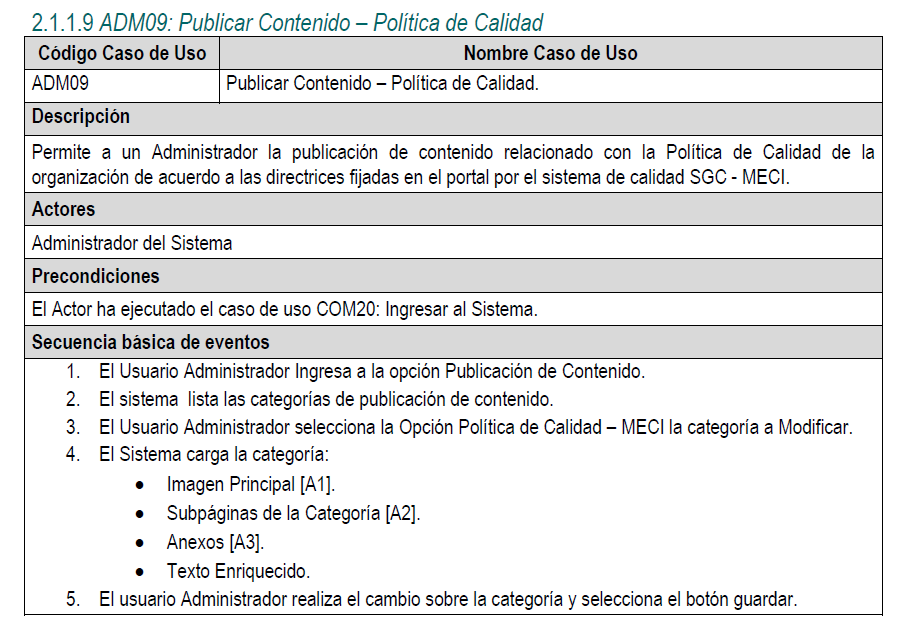 2.1.1.9 ADM09: Publicar Contenido – Política de Calidad
Código Caso de Uso Nombre Caso de Uso
ADM09 Publicar Contenido – Política de Calidad.
Descripción
Permite a un Administrador la publicación de contenido relacionado con la Política de Calidad de la
organización de acuerdo a las directrices fijadas en el portal por el sistema de calidad SGC - MECI.
Actores
Administrador del Sistema
Precondiciones
El Actor ha ejecutado el caso de uso COM20: Ingresar al Sistema.
Secuencia básica de eventos
1. El Usuario Administrador Ingresa a la opción Publicación de Contenido.
2. El sistema lista las categorías de publicación de contenido.
3. El Usuario Administrador selecciona la Opción Política de Calidad – MECI la categoría a Modificar.
4. El Sistema carga la categoría:
• Imagen Principal [A1].
• Subpáginas de la Categoría [A2].
• Anexos [A3].
• Texto Enriquecido.
5. El usuario Administrador realiza el cambio sobre la categoría y selecciona el botón guardar.